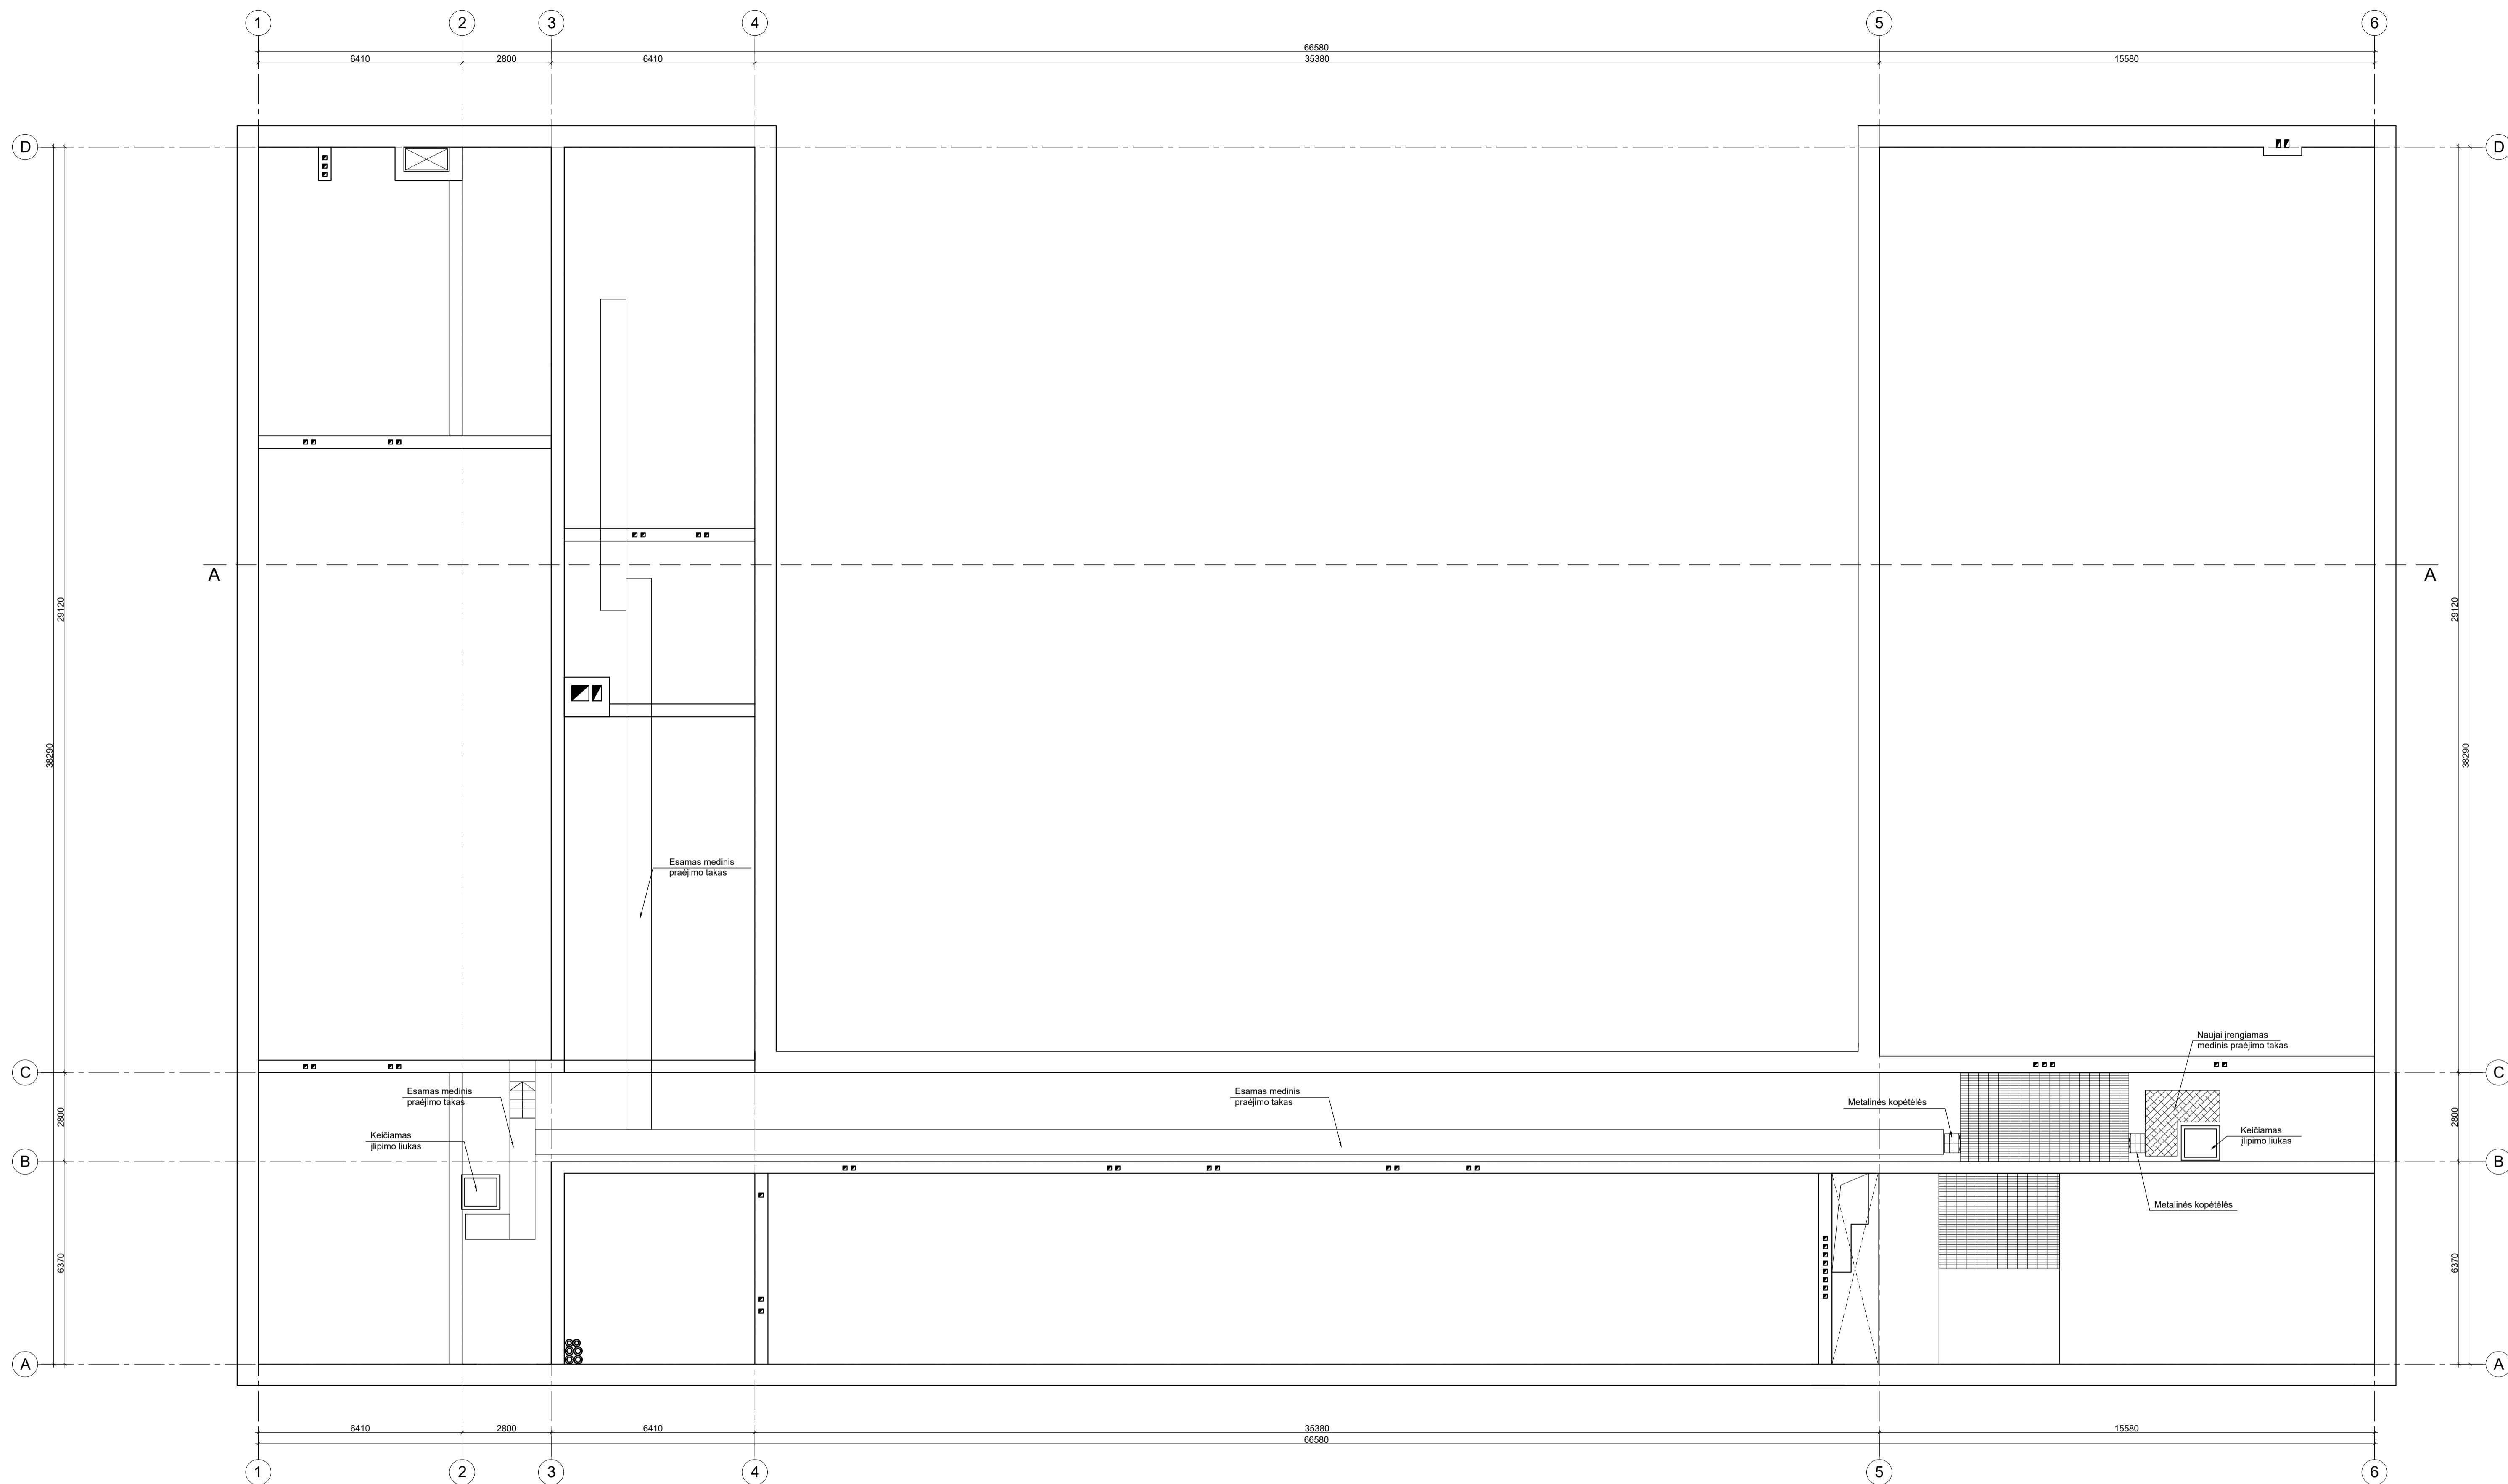 1 2 3 4 5 6
66580
6410 2800 6410 35380 15580
D D
A A
29120 29120
38290 38290
Esamas medinis
praėjimo takas
Naujai įrengiamas
medinis praėjimo takas
C C
Esamas medinis
praėjimo takas
Esamas medinis
praėjimo takas
Metalinės kopėtėlės
2800 2800
Keičiamas
įlipimo liukas
Keičiamas
įlipimo liukas
B B
Metalinės kopėtėlės
6370 6370
A A
6410 2800 6410 35380 15580
66580
1 2 3 4 5 6